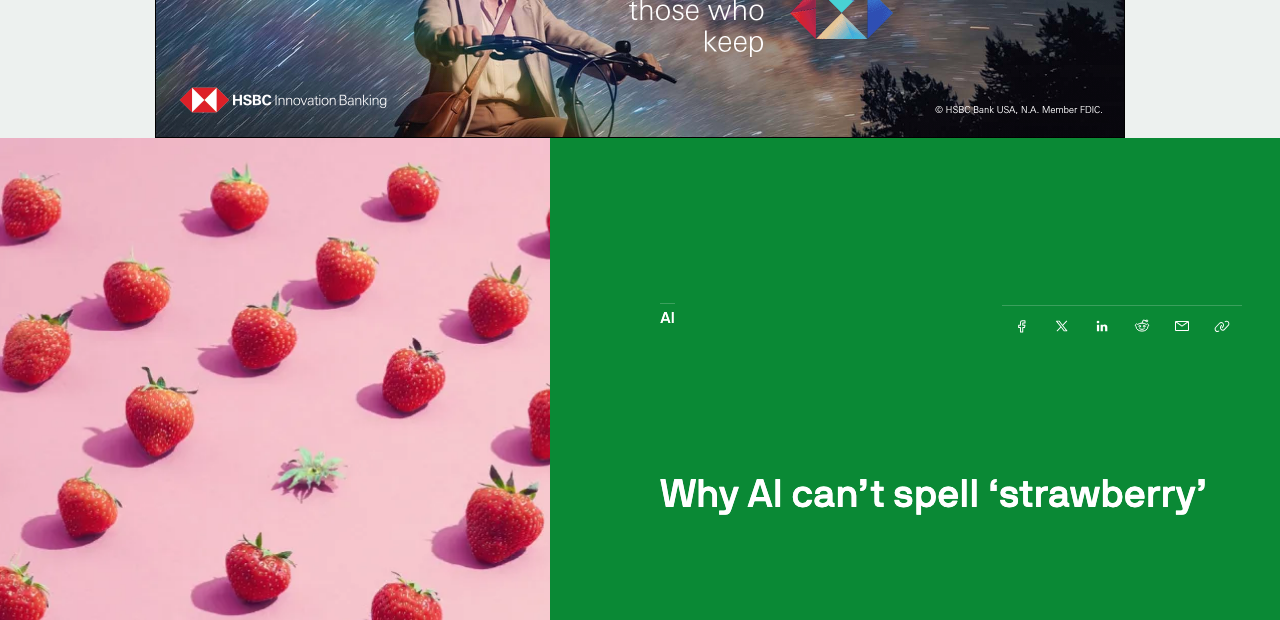 those who
keep
HSBC Innovation Banking
© HSBC Bank USA, N.A. Member FDIC.
AI
Why AI can’t spell ‘strawberry’